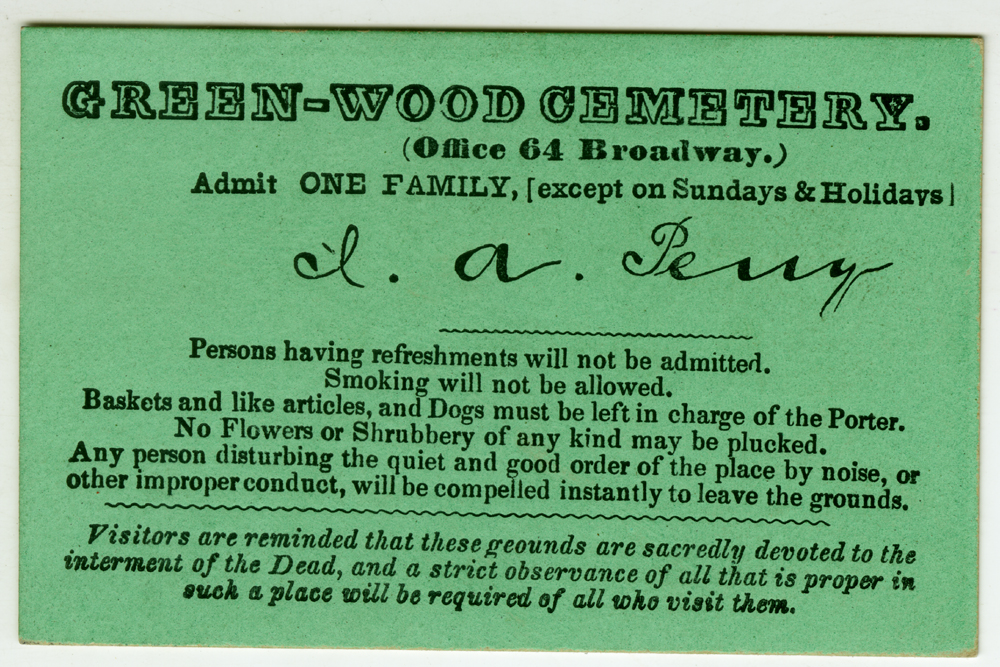 GREEN-WOOD CEMETERY.
(Office 64 Broadway.)
Admit ONE FAMILY, [except on Sundays & Holidays]
J. A. Perry
Persons having refreshments will not be admitted.
Smoking will not be allowed.
Baskets and like articles, and Dogs must be left in charge of the Porter.
No Flowers or Shrubbery of any kind may be plucked.
Any person disturbing the quiet and good order of the place by noise, or
other improper conduct, will be compelled instantly to leave the grounds.
Visitors are reminded that these geounds are sacredly devoted to the
interment of the Dead, and a strict observance of all that is proper in
such a place will be required of all who visit them.